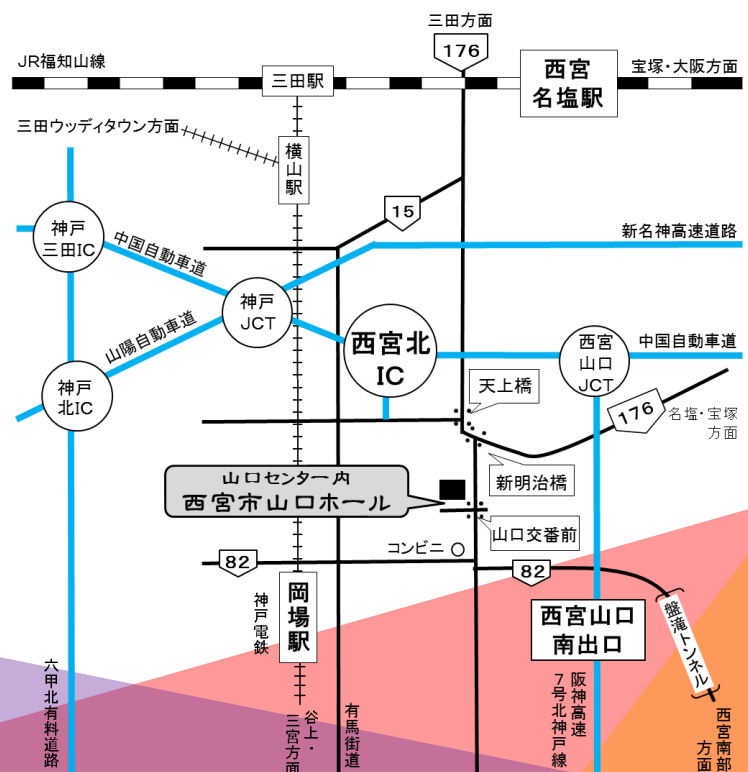 三田方面
176
JR福知山線
三田駅
西宮
名塩駅
宝塚・大阪方面
三田ウッディタウン方面
横山駅
15
神戸
三田IC
中国自動車道
新名神高速道路
神戸
JCT
山陽自動車道
西宮北
IC
西宮
山口
JCT
中国自動車道
神戸
北IC
天上橋
176
名塩・宝塚
方面
山口センター内
西宮市山口ホール
新明治橋
山口交番前
コンビニ
82
82
岡場駅
神戸電鉄
西宮山口
南出口
盤滝トンネル
六甲北有料道路
谷上・
三宮方面
有馬街道
阪神高速
7号北神戸線
西宮南部
方面